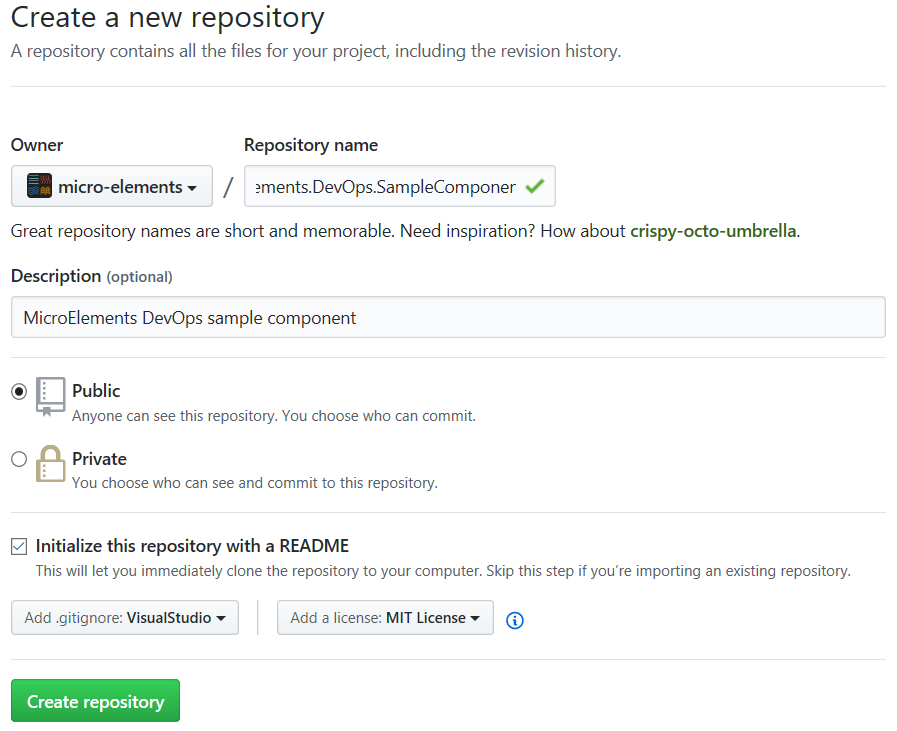 Create a new repository
A repository contains all the files for your project, including the revision history.
Owner
Repository name
micro-elements / ements.DevOps.SampleComponer
Great repository names are short and memorable. Need inspiration? How about crispy-octo-umbrella.
Description (optional)
MicroElements DevOps sample component
Public
Anyone can see this repository. You choose who can commit.
Private
You choose who can see and commit to this repository.
Initialize this repository with a README
This will let you immediately clone the repository to your computer. Skip this step if you’re importing an existing repository.
Add .gitignore: VisualStudio
Add a license: MIT License
Create repository